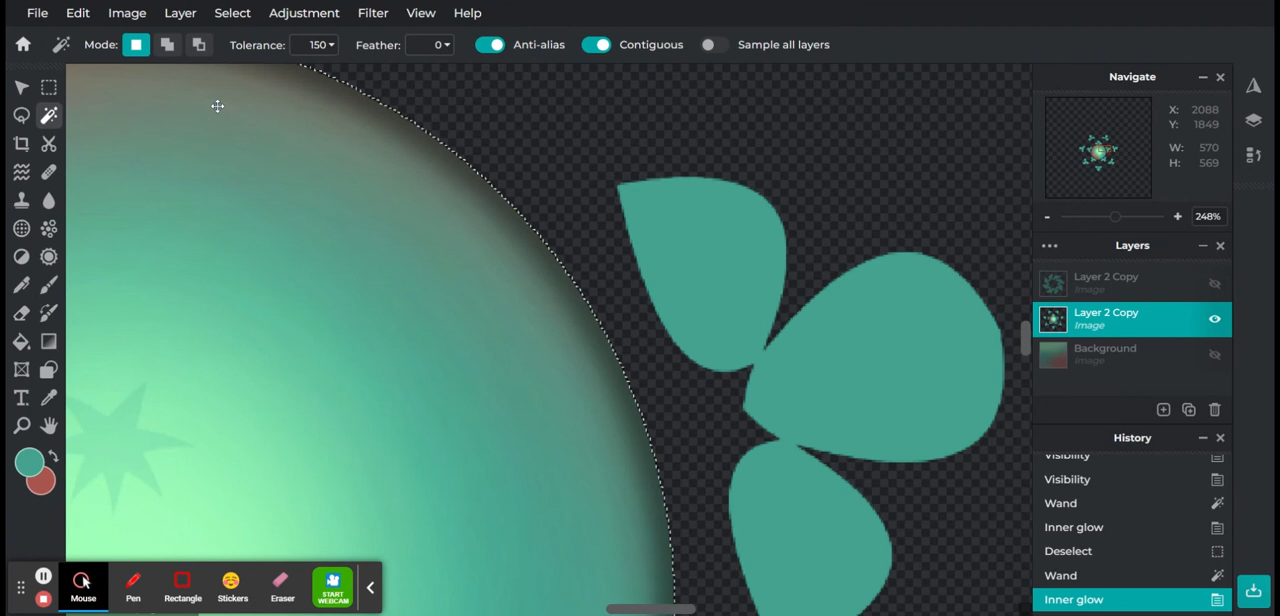 File Edit Image Layer Select Adjustment Filter View Help
Mode: Tolerance: 150 Feather: 0 Anti-alias Contiguous Sample all layers
Navigate
X: 2088
Y: 1849
W: 570
H: 569
- + 248%
Layers
Layer 2 Copy
Image
Layer 2 Copy
Image
Background
Image
History
Visibility
Visibility
Wand
Inner glow
Deselect
Wand
Inner glow
Mouse Pen Rectangle Stickers Eraser START WEBCAM